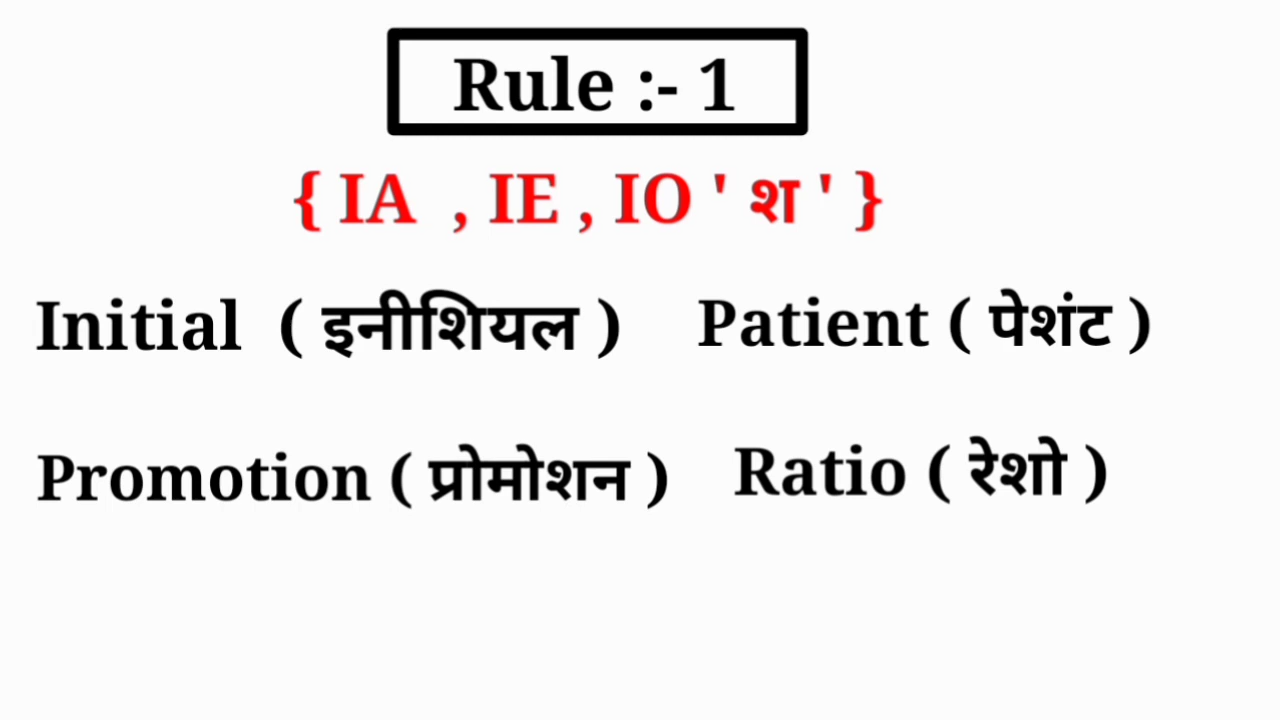 Rule :- 1
{ IA , IE , IO ' श ' }
Initial ( इनीशियल ) Patient ( पेशंट )
Promotion ( प्रोमोशन ) Ratio ( रेशो )